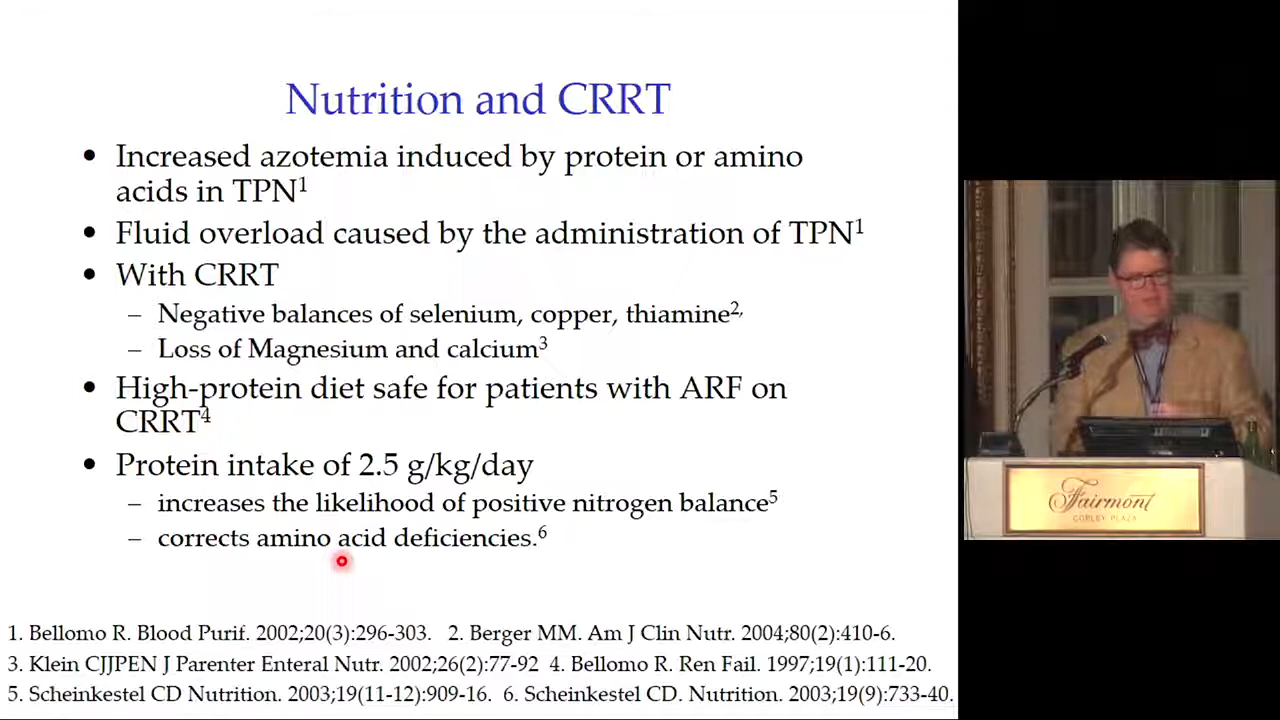 Nutrition and CRRT
• Increased azotemia induced by protein or amino
acids in TPN1
• Fluid overload caused by the administration of TPN1
• With CRRT
– Negative balances of selenium, copper, thiamine2,
– Loss of Magnesium and calcium3
• High-protein diet safe for patients with ARF on
CRRT4
• Protein intake of 2.5 g/kg/day
– increases the likelihood of positive nitrogen balance5
– corrects amino acid deficiencies.6
1. Bellomo R. Blood Purif. 2002;20(3):296-303. 2. Berger MM. Am J Clin Nutr. 2004;80(2):410-6.
3. Klein CJJPEN J Parenter Enteral Nutr. 2002;26(2):77-92 4. Bellomo R. Ren Fail. 1997;19(1):111-20.
5. Scheinkestel CD Nutrition. 2003;19(11-12):909-16. 6. Scheinkestel CD. Nutrition. 2003;19(9):733-40.
Fairmont
COPLEY PLAZA